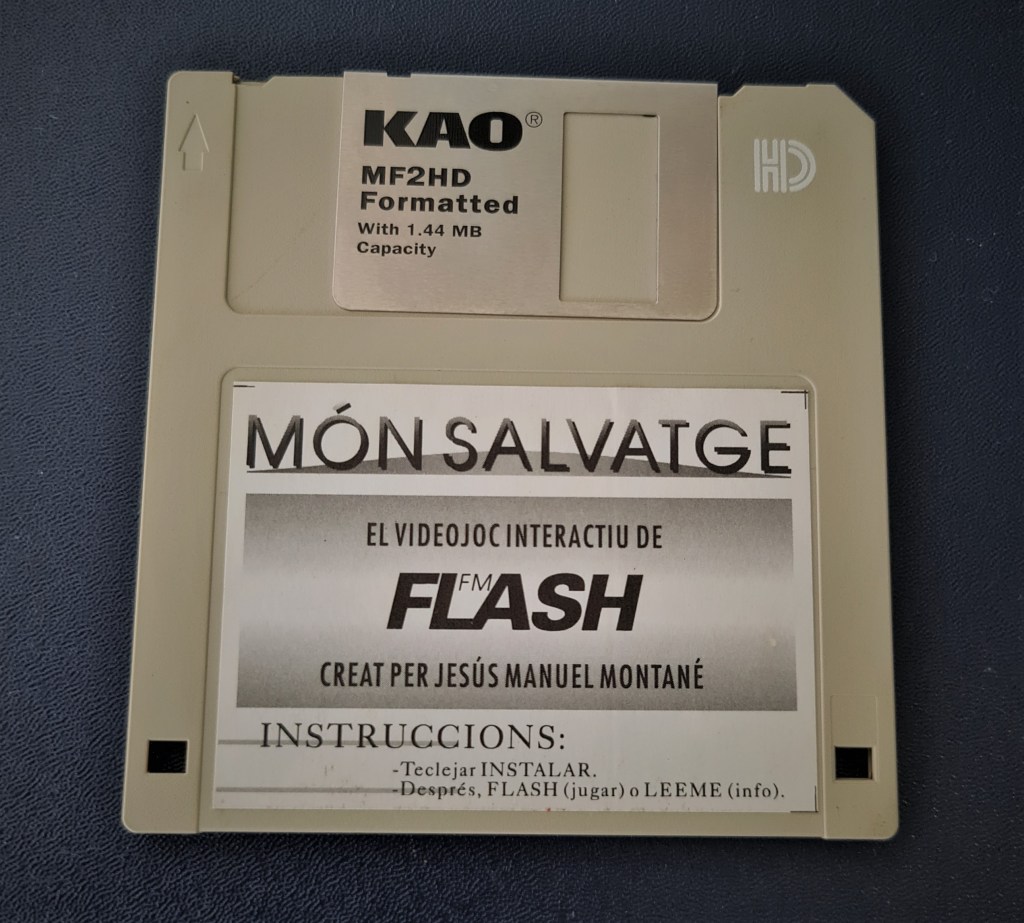 KAO®
MF2HD
Formatted
With 1.44 MB
Capacity
HD
MÓN SALVATGE
EL VIDEOJOC INTERACTIU DE
FLASH FM
CREAT PER JESÚS MANUEL MONTANÉ
INSTRUCCIONS:
-Teclejar INSTALAR.
-Després, FLASH (jugar) o LEEME (info).